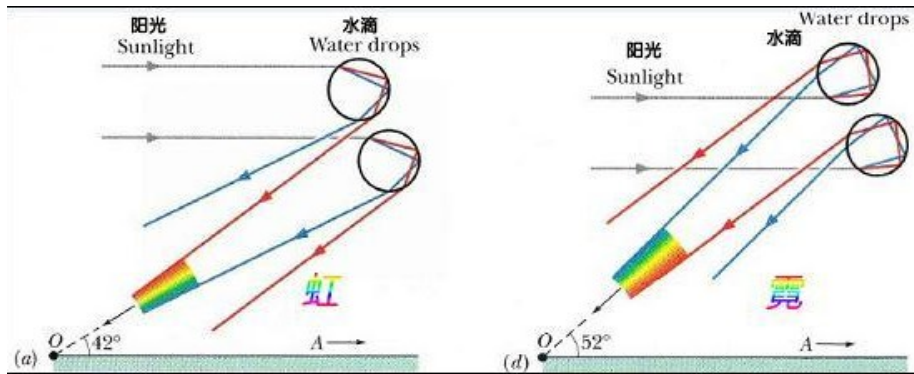 阳光
Sunlight
水滴
Water drops
虹
O
42°
A
(a)
Water drops
水滴
阳光
Sunlight
霓
O
52°
A
(d)